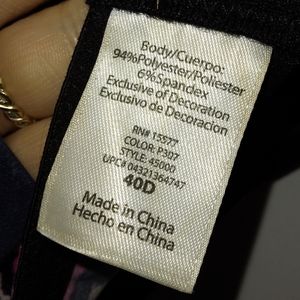 Body/Cuerpo:
94%Polyester/Poliester
6%Spandex
Exclusive of Decoration
Exclusivo de Decoracion
RN# 15577
COLOR: P307
STYLE: 45000
UPC# 04321364747
40D
Made in China
Hecho en China